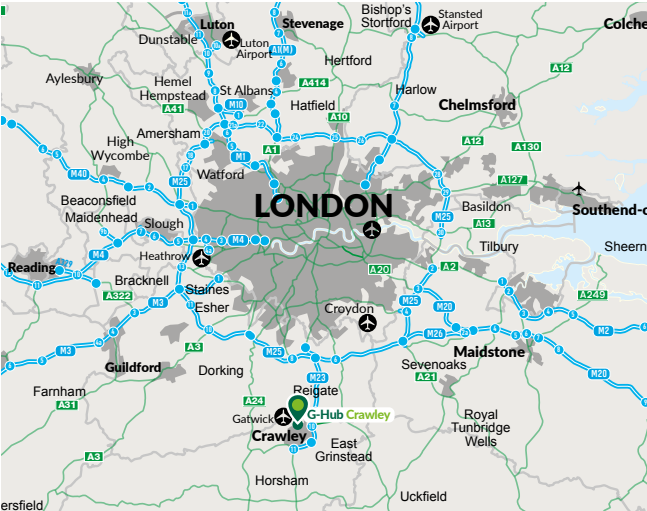 Bishop's
Stortford
Stansted
Airport
Luton
Stevenage
Colche
Dunstable
Luton
Airport
A1(M)
Hertford
A12
Aylesbury
Hemel
Hempstead
St Albans
A414
Harlow
A41
M10
Hatfield
Chelmsford
A10
Amersham
High
Wycombe
A1
M1
A12
A130
M40
M25
Watford
A127
Beaconsfield
LONDON
M25
Basildon
Southend-o
Maidenhead
Slough
A13
M4
M4
Tilbury
Sheern
Heathrow
Reading
A329
A20
A2
Bracknell
Staines
A322
M3
Esher
Croydon
M25
M20
A249
M26
M2
M3
A3
M25
Maidstone
Guildford
Dorking
M23
Sevenoaks
A21
M20
Farnham
Reigate
A31
A24
Gatwick
G-Hub Crawley
Royal
Tunbridge
Wells
Crawley
East
Grinstead
A3
Horsham
Uckfield
ersfield